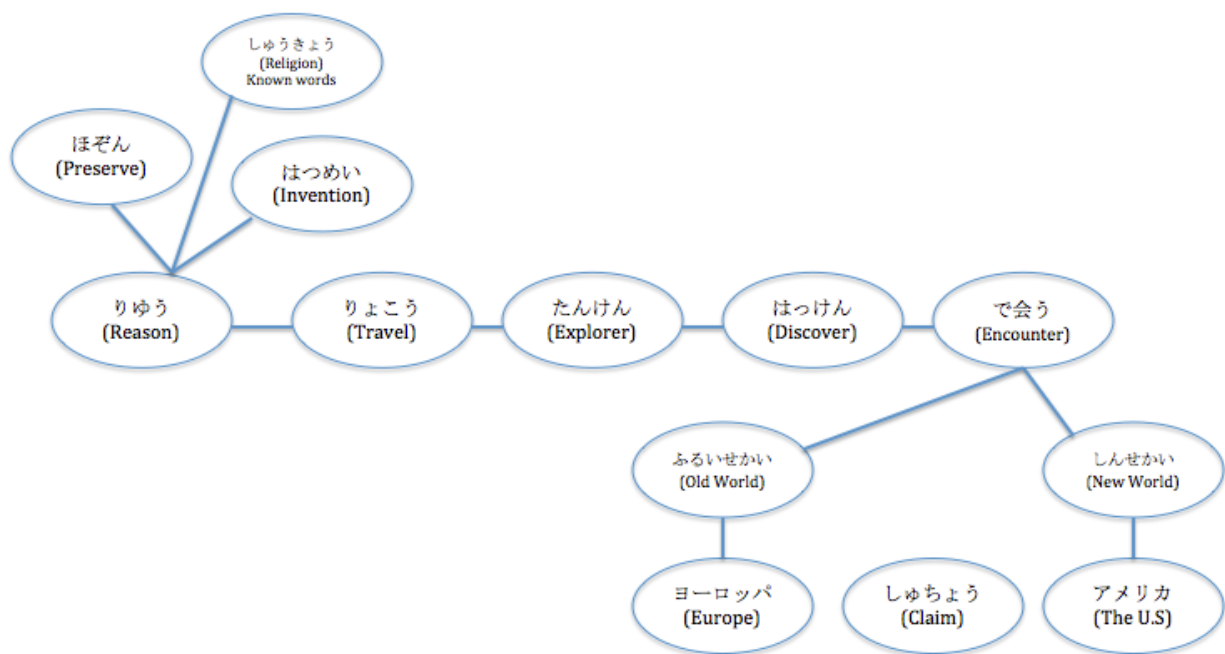 しゅうきょう
(Religion)
Known words
ほぞん
(Preserve)
はつめい
(Invention)
りゆう
(Reason)
りょこう
(Travel)
たんけん
(Explorer)
はっけん
(Discover)
で会う
(Encounter)
ふるいせかい
(Old World)
しんせかい
(New World)
ヨーロッパ
(Europe)
しゅちょう
(Claim)
アメリカ
(The U.S)